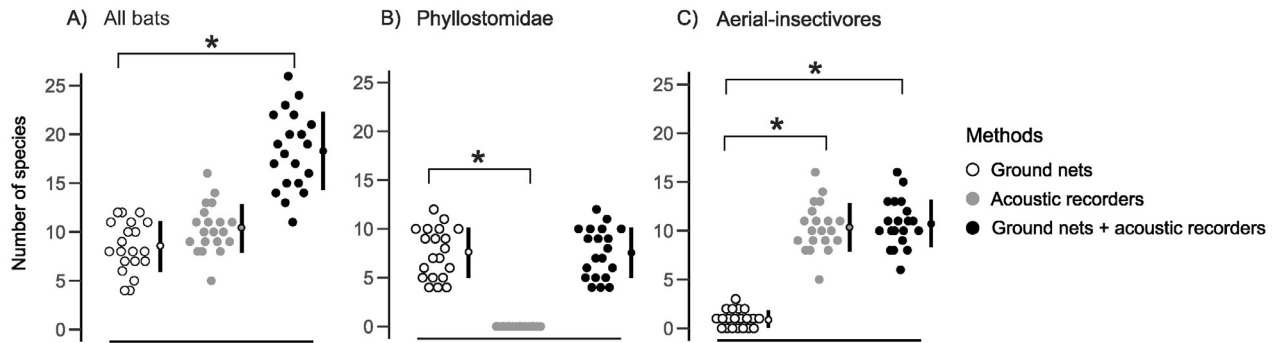 A) All bats
*
Number of species
25
20
15
10
5
0
B) Phyllostomidae
*
25
20
15
10
5
0
C) Aerial-insectivores
*
*
25
20
15
10
5
0
Methods
Ground nets
Acoustic recorders
Ground nets + acoustic recorders